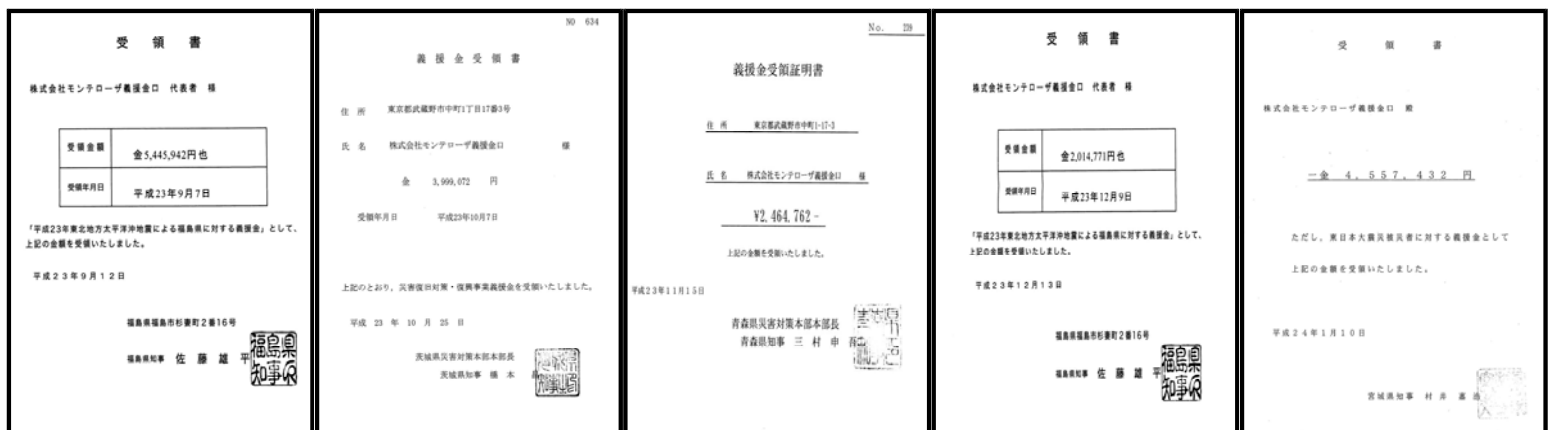 受 領 書
株式会社モンテローザ義援金口 代表者 様
受領金額 金5,445,942円也
受領年月日 平成23年9月7日
「平成23年東北地方太平洋沖地震による福島県に対する義援金」として、
上記の金額を受領いたしました。
平成23年9月12日
福島県福島市杉妻町2番16号
福島県知事 佐 藤 雄 平
福島県
知事印
NO 634
義 援 金 受 領 書
住 所 東京都武蔵野市中町1丁目17番3号
氏 名 株式会社モンテローザ義援金口 様
金 3,999,072 円
受領年月日 平成23年10月7日
上記のとおり、災害復旧対策・復興事業義援金を受領いたしました。
平成 23 年 10 月 25 日
茨城県災害対策本部本部長
茨城県知事 橋 本
No. 239
義援金受領証明書
住 所 東京都武蔵野市中町1-17-3
氏 名 株式会社モンテローザ義援金口 様
¥2,464,762-
上記の金額を受領いたしました。
平成23年11月15日
青森県災害対策本部本部長
青森県知事 三 村 申 吾
受 領 書
株式会社モンテローザ義援金口 代表者 様
受領金額 金2,014,771円也
受領年月日 平成23年12月9日
「平成23年東北地方太平洋沖地震による福島県に対する義援金」として、
上記の金額を受領いたしました。
平成23年12月13日
福島県福島市杉妻町2番16号
福島県知事 佐 藤 雄 平
福島県
知事印
受 領 書
株式会社モンテローザ義援金口 殿
一金 4,557,432 円
ただし、東日本大震災被災者に対する義援金として
上記の金額を受領いたしました。
平成24年1月10日
宮城県知事 村 井 嘉 浩